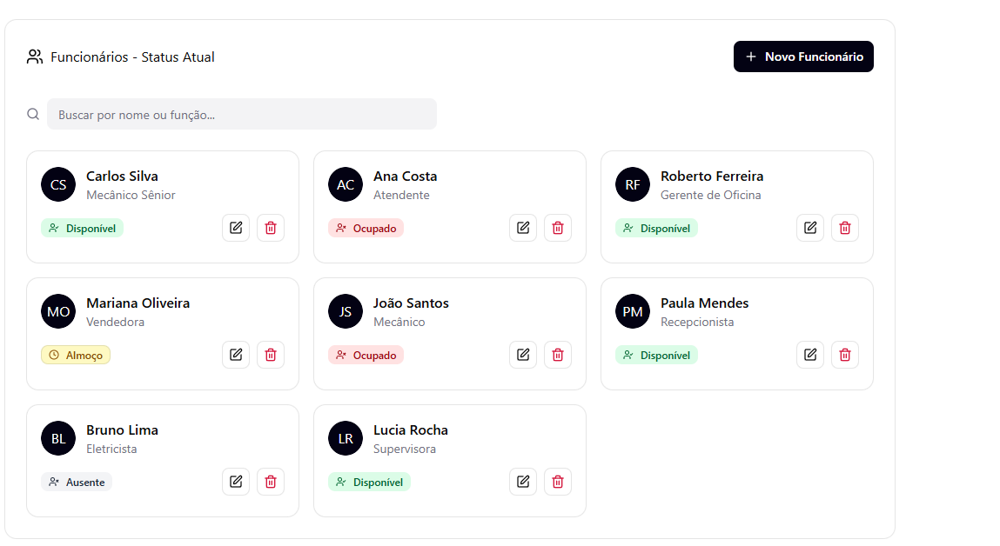 Funcionários - Status Atual
+ Novo Funcionário
Buscar por nome ou função...
CS
Carlos Silva
Mecânico Sênior
Disponível
AC
Ana Costa
Atendente
Ocupado
RF
Roberto Ferreira
Gerente de Oficina
Disponível
MO
Mariana Oliveira
Vendedora
Almoço
JS
João Santos
Mecânico
Ocupado
PM
Paula Mendes
Recepcionista
Disponível
BL
Bruno Lima
Eletricista
Ausente
LR
Lucia Rocha
Supervisora
Disponível